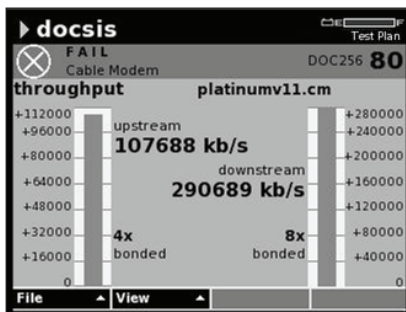 docsis
E F
Test Plan
FAIL
Cable Modem
DOC256 80
throughput platinumv11.cm
+112000
+96000
+80000
+64000
+48000
+32000
+16000
0
upstream
107688 kb/s
downstream
290689 kb/s
4x
bonded
8x
bonded
+280000
+240000
+200000
+160000
+120000
+80000
+40000
0
File View